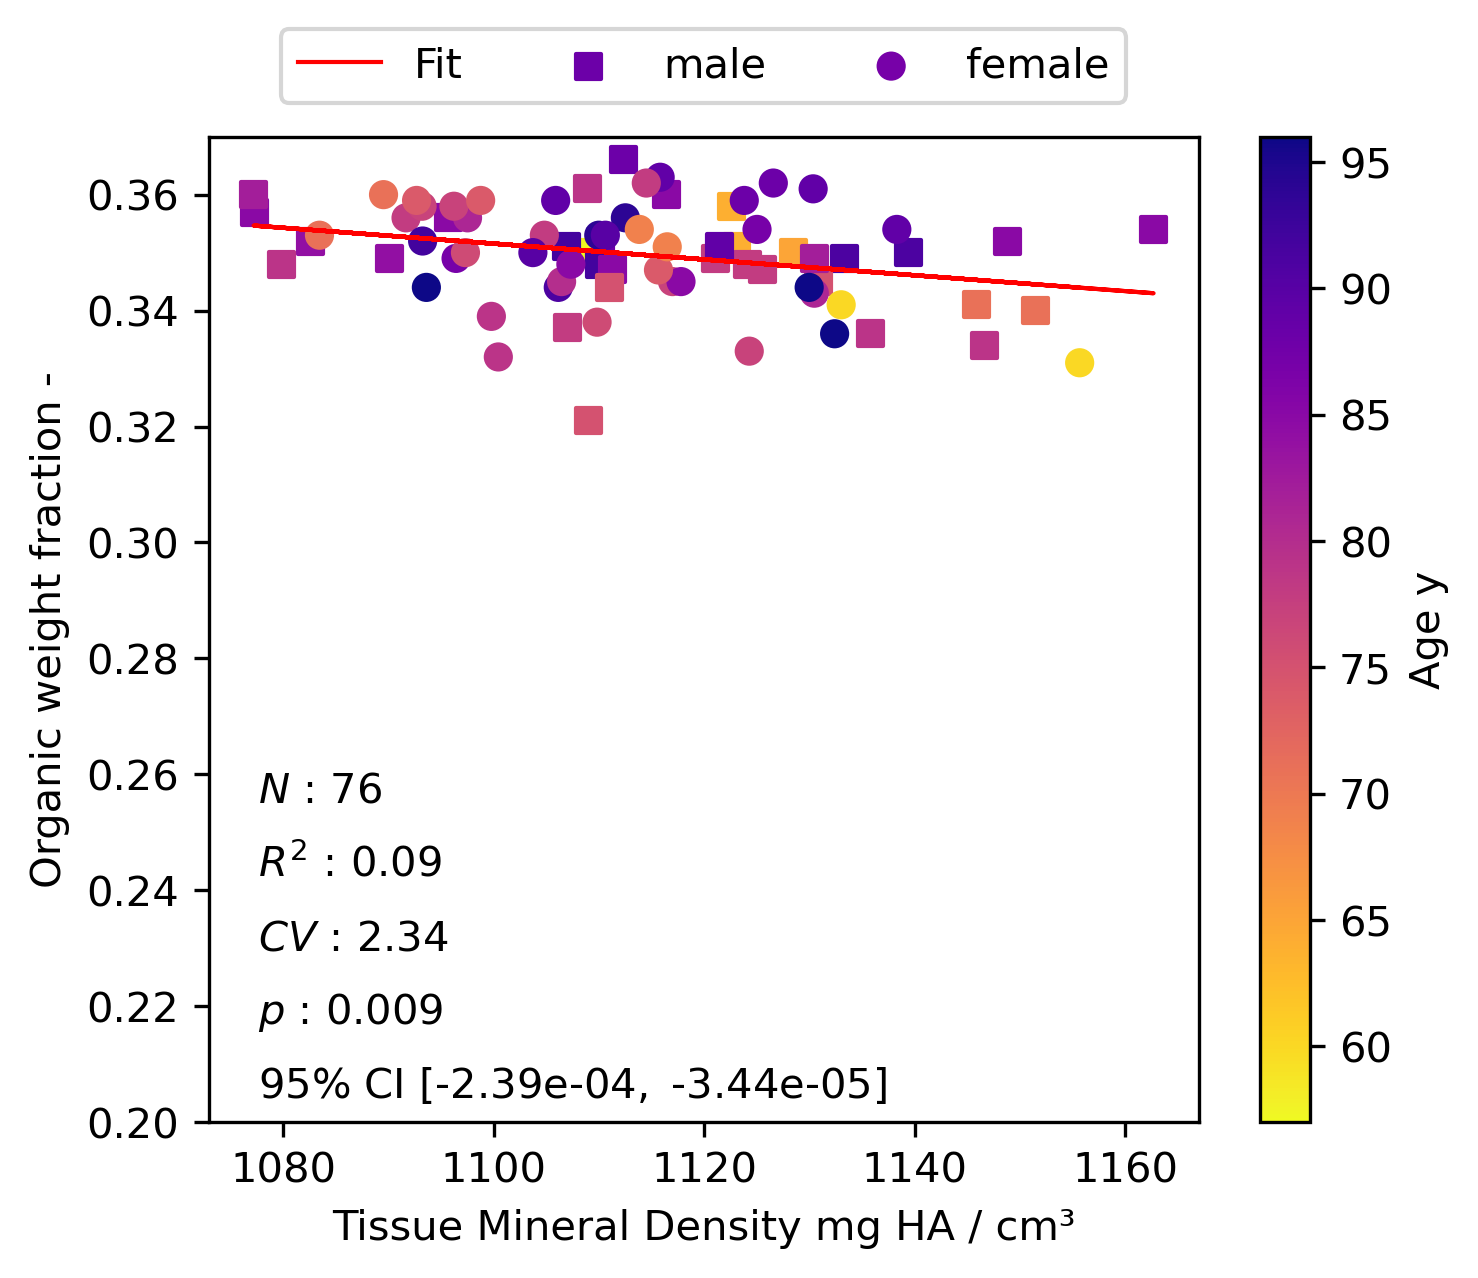 Fit male female
0.36
0.34
0.32
0.30
0.28
0.26
0.24
0.22
0.20
Organic weight fraction -
N : 76
R² : 0.09
CV : 2.34
p : 0.009
95% CI [-2.39e-04, -3.44e-05]
1080 1100 1120 1140 1160
Tissue Mineral Density mg HA / cm³
95
90
85
80
75
70
65
60
Age y